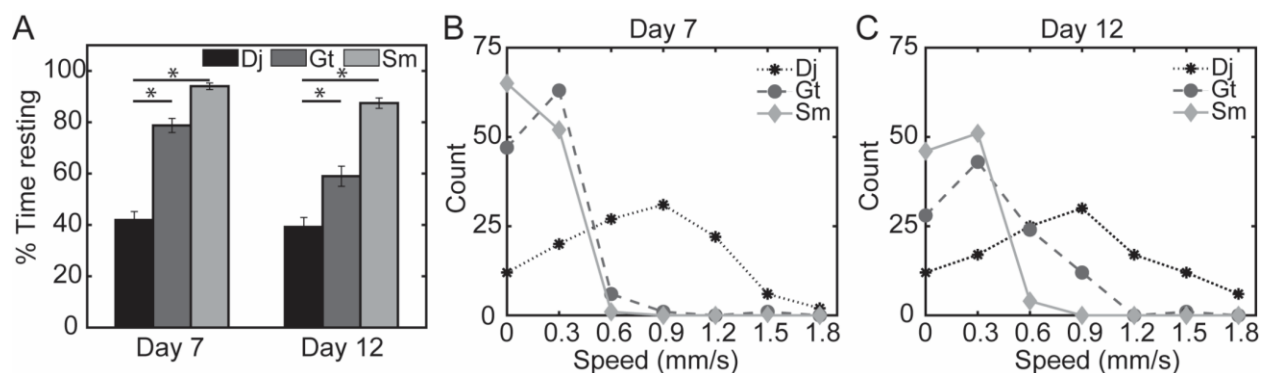 A
Dj Gt Sm
% Time resting
100
80
60
40
20
0
* *
* *
Day 7 Day 12
B
Day 7
Dj
Gt
Sm
Count
75
50
25
0
0 0.3 0.6 0.9 1.2 1.5 1.8
Speed (mm/s)
C
Day 12
Dj
Gt
Sm
Count
75
50
25
0
0 0.3 0.6 0.9 1.2 1.5 1.8
Speed (mm/s)